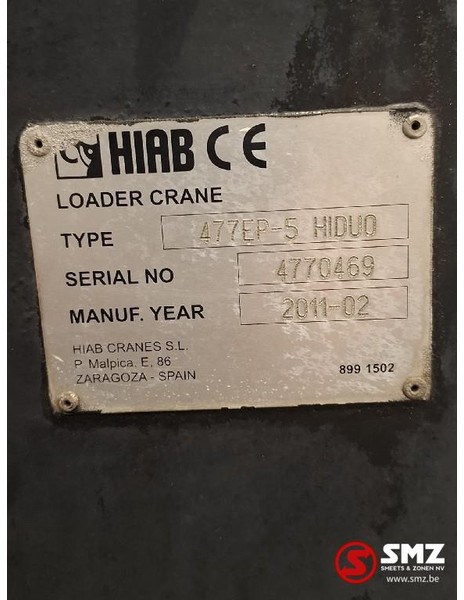 HIAB CE
LOADER CRANE
TYPE 477EP-5 HIDUO
SERIAL NO 4770469
MANUF. YEAR 2011-02
HIAB CRANES S.L.
P. Malpica, E, 86
ZARAGOZA - SPAIN
899 1502
SMZ
SMEETS & ZONEN NV
www.smz.be